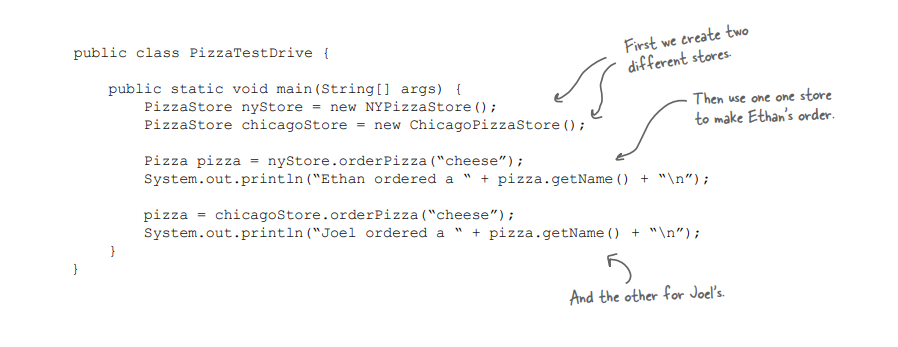 public class PizzaTestDrive {
public static void main(String[] args) {
PizzaStore nyStore = new NYPizzaStore();
PizzaStore chicagoStore = new ChicagoPizzaStore();
Pizza pizza = nyStore.orderPizza(“cheese”);
System.out.println(“Ethan ordered a “ + pizza.getName() + “\n”);
pizza = chicagoStore.orderPizza(“cheese”);
System.out.println(“Joel ordered a “ + pizza.getName() + “\n”);
}
}
First we create two
different stores.
Then use one one store
to make Ethan's order.
And the other for Joel's.